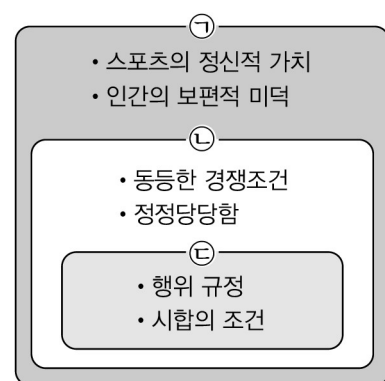 ㉠
• 스포츠의 정신적 가치
• 인간의 보편적 미덕
㉡
• 동등한 경쟁조건
• 정정당당함
㉢
• 행위 규정
• 시합의 조건